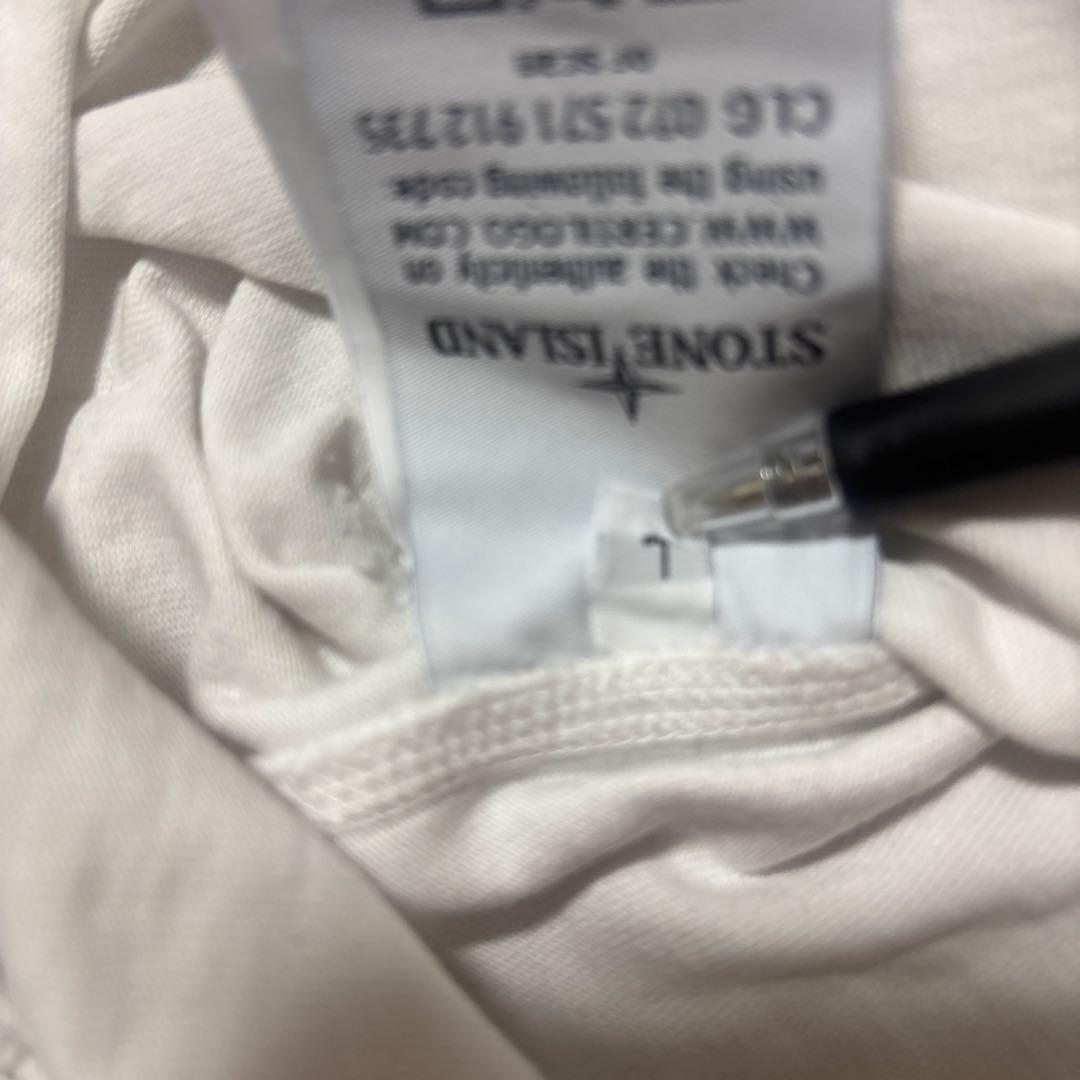 STONE ISLAND
Check the authenticity on
WWW.CERTILOGO.COM
using the following code.
CLG 072 571 912 735
or scan
L